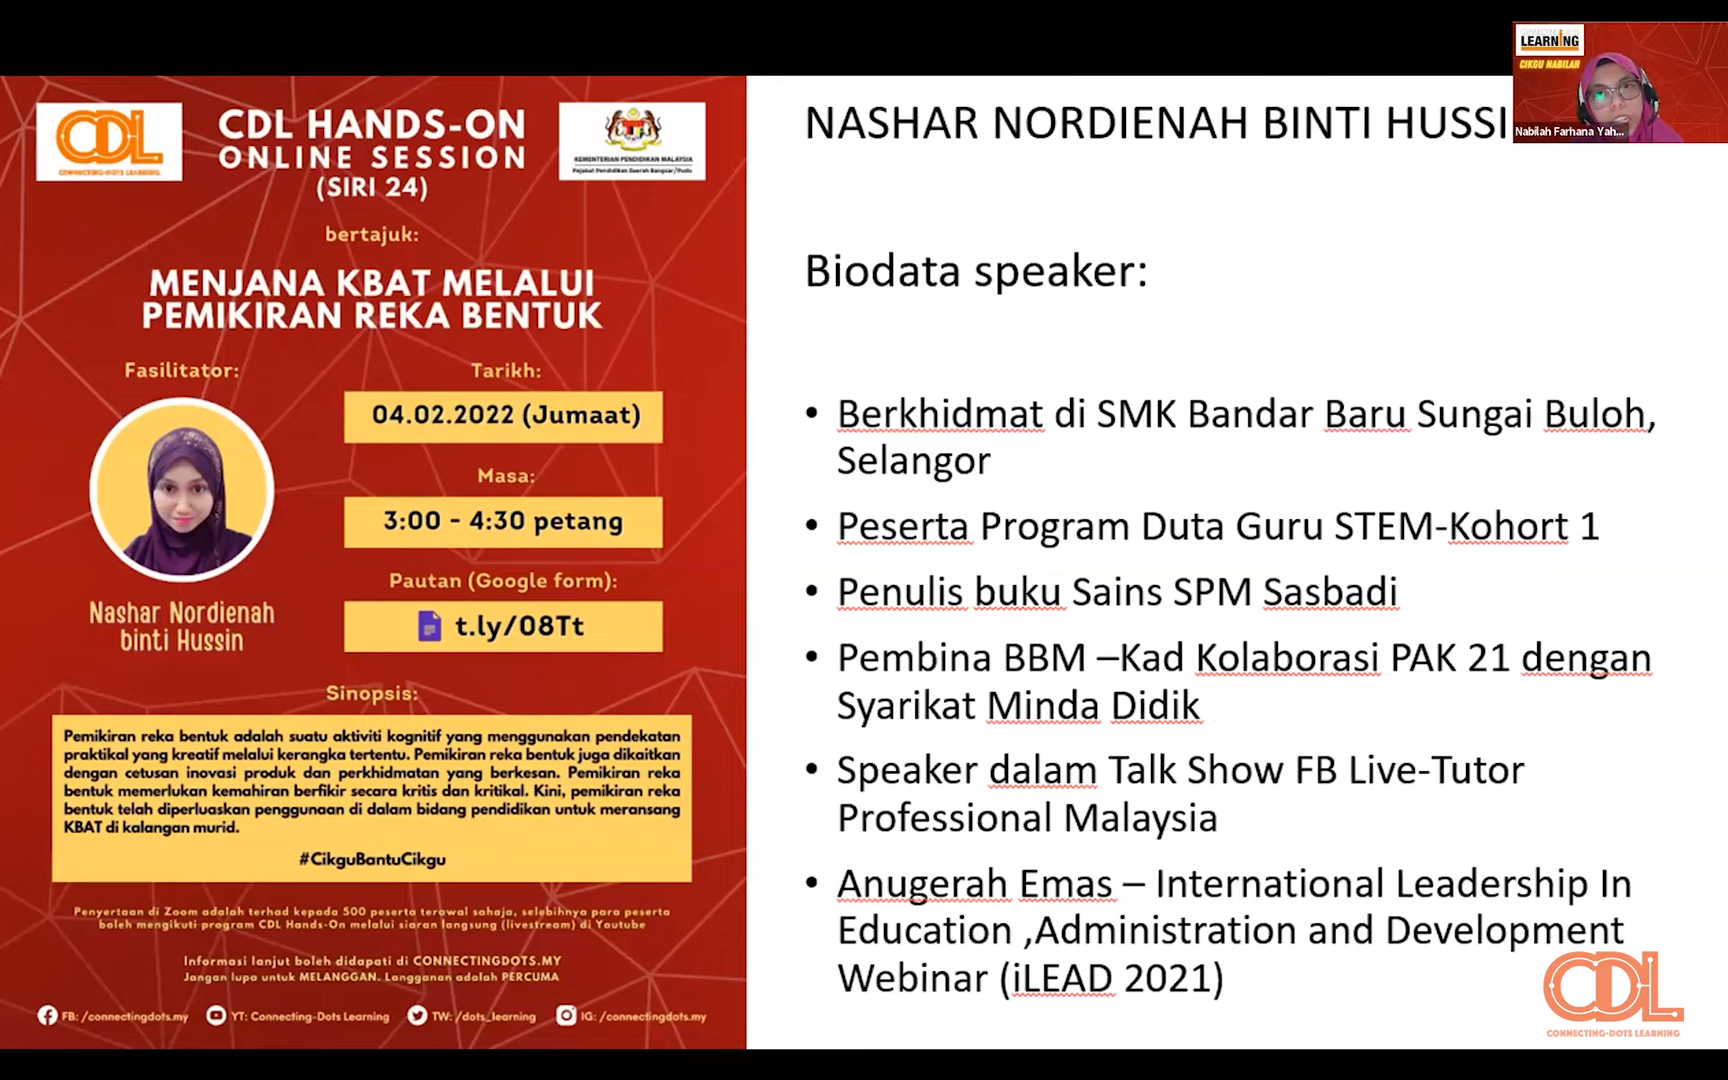 CDL
CONNECTING-DOTS LEARNING
CDL HANDS-ON
ONLINE SESSION
(SIRI 24)
KEMENTERIAN PENDIDIKAN MALAYSIA
Pejabat Pendidikan Daerah Bangsar/Pudu
bertajuk:
MENJANA KBAT MELALUI
PEMIKIRAN REKA BENTUK
Fasilitator:
Nashar Nordienah
binti Hussin
Tarikh:
04.02.2022 (Jumaat)
Masa:
3:00 - 4:30 petang
Pautan (Google form):
t.ly/08Tt
Sinopsis:
Pemikiran reka bentuk adalah suatu aktiviti kognitif yang menggunakan pendekatan
praktikal yang kreatif melalui kerangka tertentu. Pemikiran reka bentuk juga dikaitkan
dengan cetusan inovasi produk dan perkhidmatan yang berkesan. Pemikiran reka
bentuk memerlukan kemahiran berfikir secara kritis dan kritikal. Kini, pemikiran reka
bentuk telah diperluaskan penggunaan di dalam bidang pendidikan untuk meransang
KBAT di kalangan murid.
#CikguBantuCikgu
Penyertaan di Zoom adalah terhad kepada 500 peserta terawal sahaja, selebihnya para peserta
boleh mengikuti program CDL Hands-On melalui siaran langsung (livestream) di Youtube
Informasi lanjut boleh didapati di CONNECTINGDOTS.MY
Jangan lupa untuk MELANGGAN. Langganan adalah PERCUMA
FB: /connectingdots.my YT: Connecting-Dots Learning TW: /dots_learning IG: /connectingdots.my
NASHAR NORDIENAH BINTI HUSSI
Biodata speaker:
• Berkhidmat di SMK Bandar Baru Sungai Buloh,
Selangor
• Peserta Program Duta Guru STEM-Kohort 1
• Penulis buku Sains SPM Sasbadi
• Pembina BBM –Kad Kolaborasi PAK 21 dengan
Syarikat Minda Didik
• Speaker dalam Talk Show FB Live-Tutor
Professional Malaysia
• Anugerah Emas – International Leadership In
Education ,Administration and Development
Webinar (iLEAD 2021)
LEARNING
CIKGU NABILAH
Nabilah Farhana Yah...
CDL
CONNECTING-DOTS LEARNING